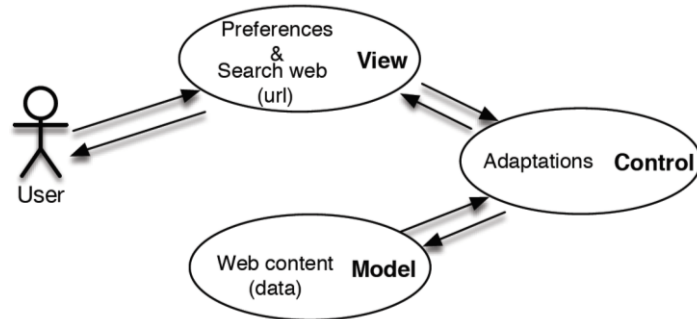 Preferences
&
Search web
(url)
View
User
Adaptations Control
Web content
(data)
Model